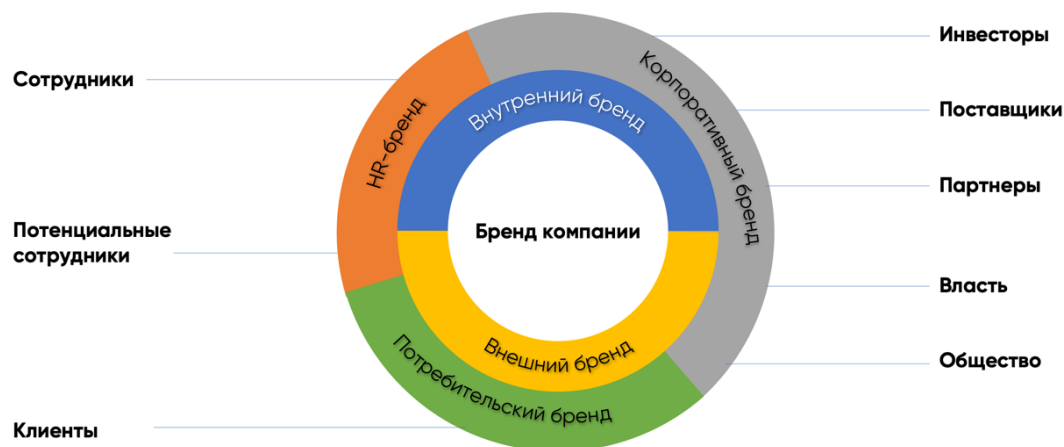 Инвесторы
Сотрудники
Поставщики
Партнеры
Потенциальные
сотрудники
Власть
Общество
Клиенты
HR-бренд
Корпоративный бренд
Потребительский бренд
Внутренний бренд
Внешний бренд
Бренд компании